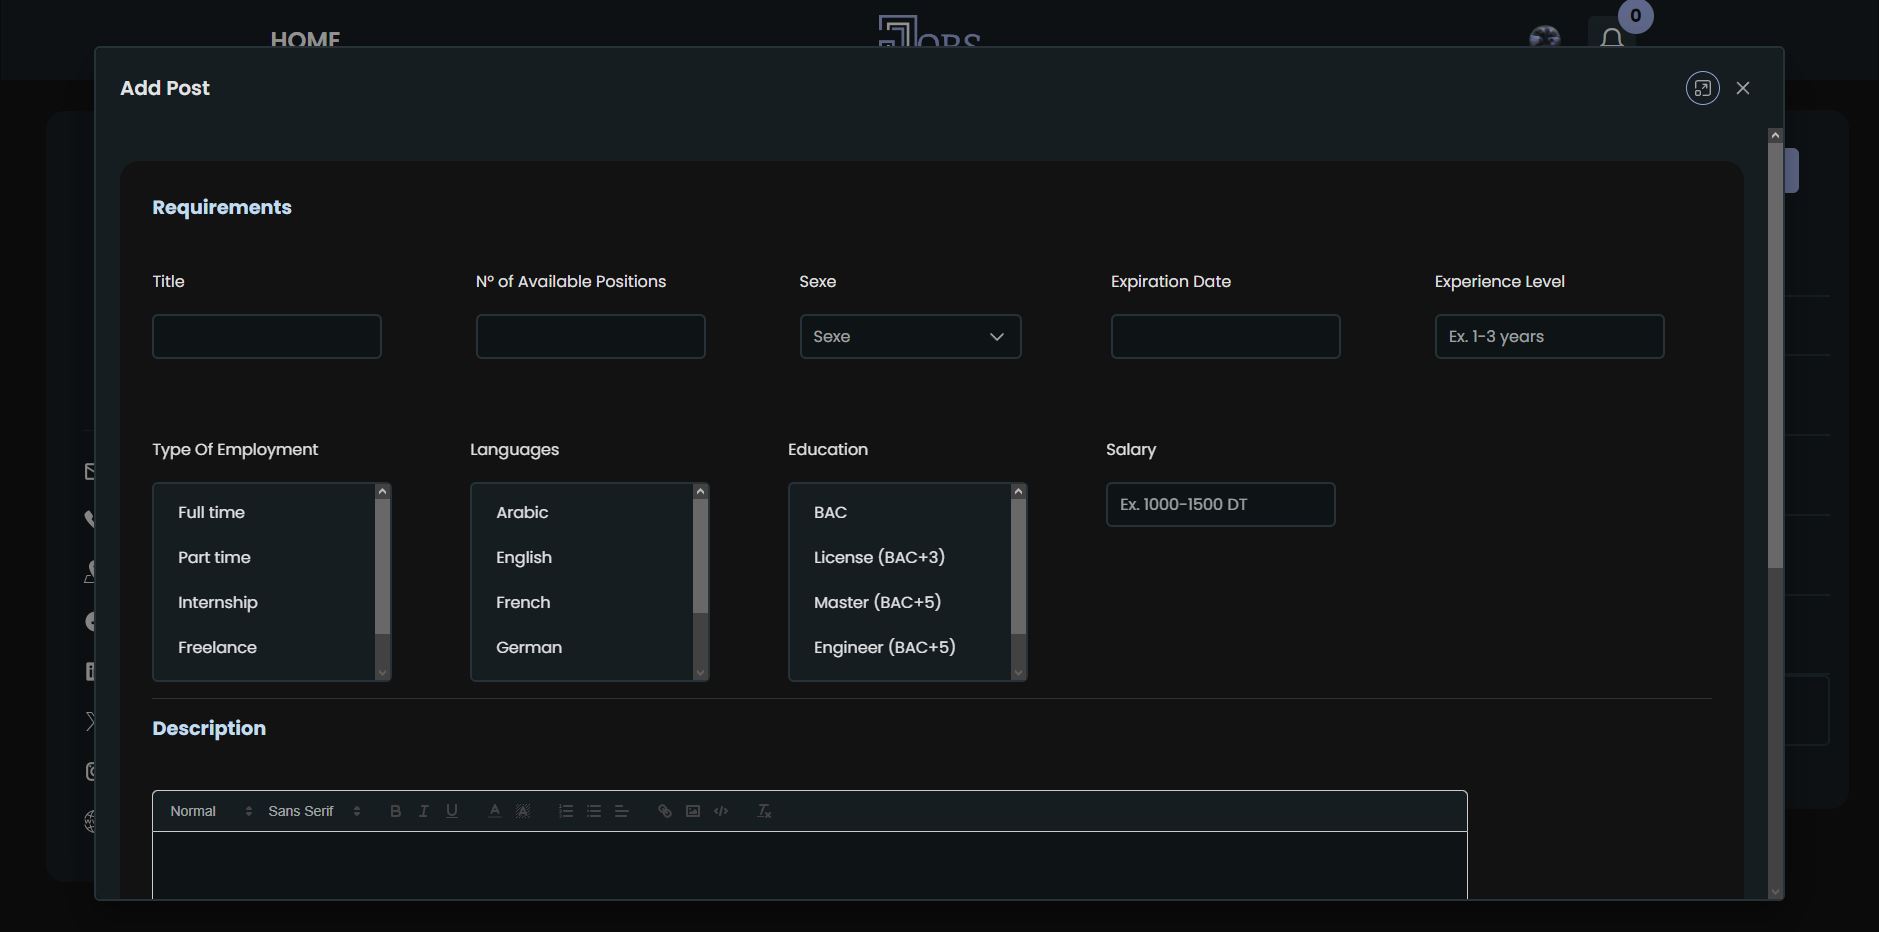 HOME
JOBS
0
Add Post
Requirements
Title
N° of Available Positions
Sexe
Expiration Date
Experience Level
Sexe
Ex. 1-3 years
Type Of Employment
Languages
Education
Salary
Full time
Part time
Internship
Freelance
Arabic
English
French
German
BAC
License (BAC+3)
Master (BAC+5)
Engineer (BAC+5)
Ex. 1000-1500 DT
Description
Normal
Sans Serif